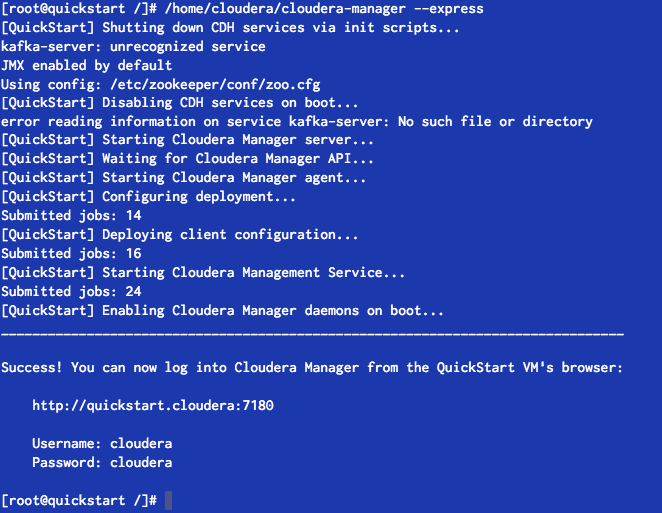 [root@quickstart /]# /home/cloudera/cloudera-manager --express
[QuickStart] Shutting down CDH services via init scripts...
kafka-server: unrecognized service
JMX enabled by default
Using config: /etc/zookeeper/conf/zoo.cfg
[QuickStart] Disabling CDH services on boot...
error reading information on service kafka-server: No such file or directory
[QuickStart] Starting Cloudera Manager server...
[QuickStart] Waiting for Cloudera Manager API...
[QuickStart] Starting Cloudera Manager agent...
[QuickStart] Configuring deployment...
Submitted jobs: 14
[QuickStart] Deploying client configuration...
Submitted jobs: 16
[QuickStart] Starting Cloudera Management Service...
Submitted jobs: 24
[QuickStart] Enabling Cloudera Manager daemons on boot...
________________________________________________________________________________
Success! You can now log into Cloudera Manager from the QuickStart VM's browser:
http://quickstart.cloudera:7180
Username: cloudera
Password: cloudera
[root@quickstart /]#